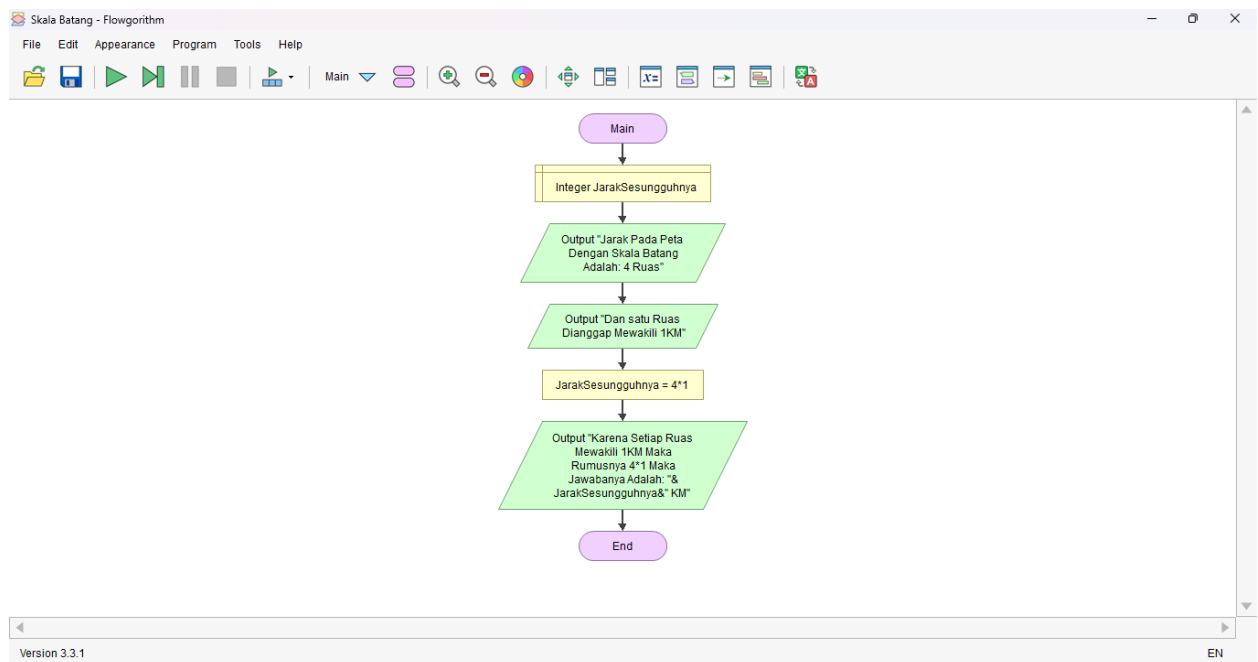 Skala Batang - Flowgorithm
File Edit Appearance Program Tools Help
Main
Main
Integer JarakSesungguhnya
Output "Jarak Pada Peta
Dengan Skala Batang
Adalah: 4 Ruas"
Output "Dan satu Ruas
Dianggap Mewakili 1KM"
JarakSesungguhnya = 4*1
Output "Karena Setiap Ruas
Mewakili 1KM Maka
Rumusnya 4*1 Maka
Jawabanya Adalah: "&
JarakSesungguhnya&" KM"
End
Version 3.3.1 EN